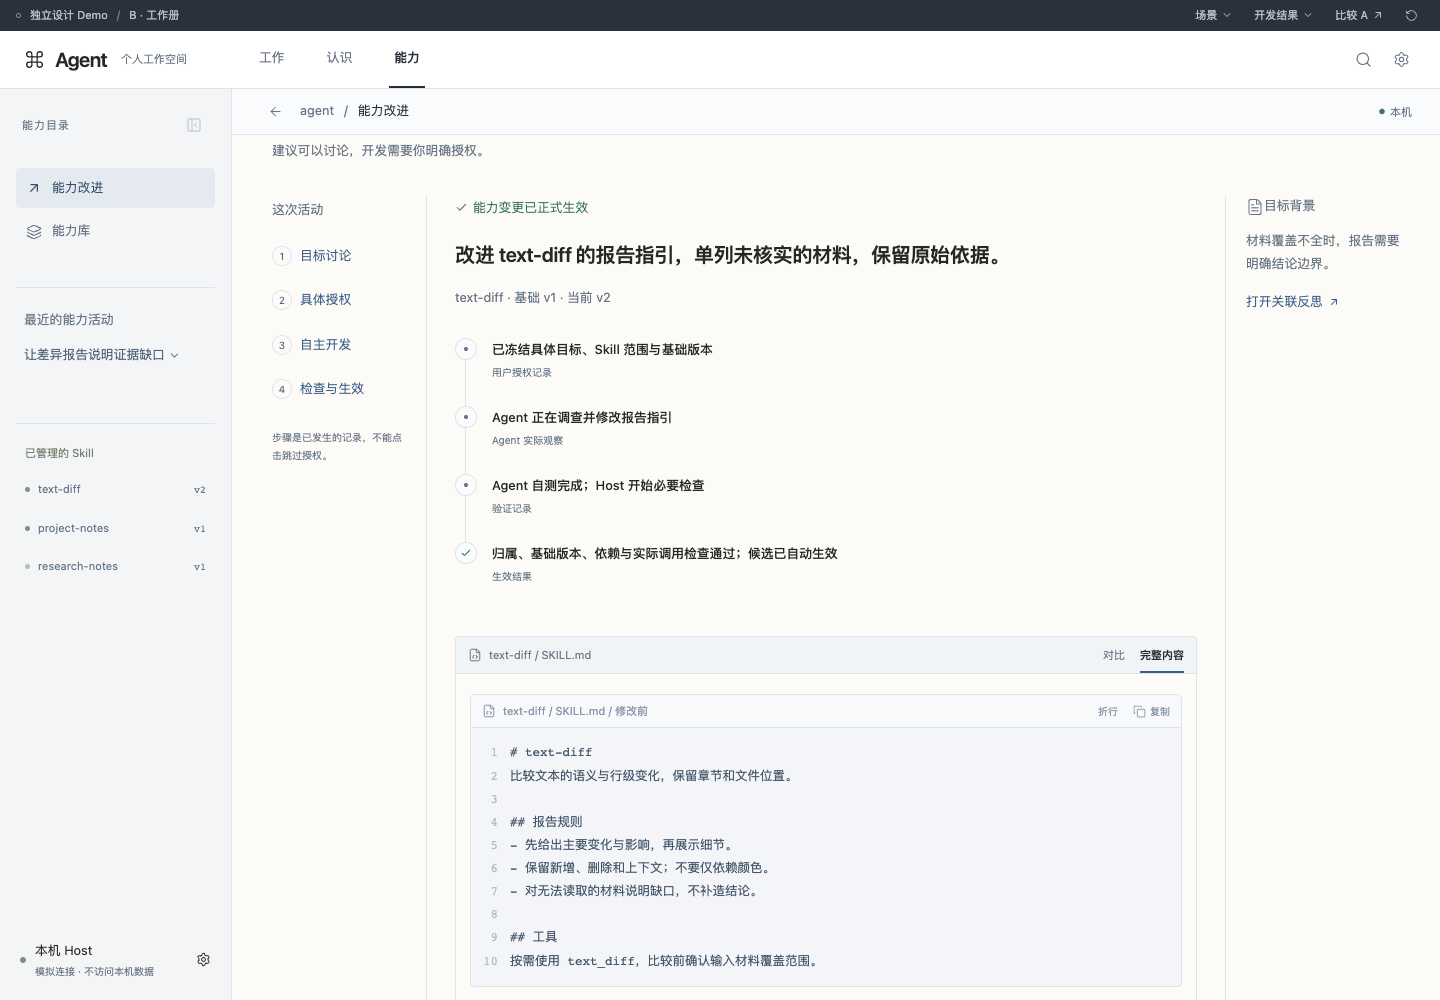 独立设计 Demo / B · 工作册
场景
开发结果
比较 A
Agent 个人工作空间
工作
认识
能力
能力目录
能力改进
能力库
最近的能力活动
让差异报告说明证据缺口
已管理的 Skill
text-diff v2
project-notes v1
research-notes v1
本机 Host
模拟连接 · 不访问本机数据
agent / 能力改进
本机
建议可以讨论，开发需要你明确授权。
这次活动
1 目标讨论
2 具体授权
3 自主开发
4 检查与生效
步骤是已发生的记录，不能点
击跳过授权。
能力变更已正式生效
改进 text-diff 的报告指引，单列未核实的材料，保留原始依据。
text-diff · 基础 v1 · 当前 v2
已冻结具体目标、Skill 范围与基础版本
用户授权记录
Agent 正在调查并修改报告指引
Agent 实际观察
Agent 自测完成；Host 开始必要检查
验证记录
归属、基础版本、依赖与实际调用检查通过；候选已自动生效
生效结果
text-diff / SKILL.md
对比
完整内容
text-diff / SKILL.md / 修改前
折行
复制
1 # text-diff
2 比较文本的语义与行级变化，保留章节和文件位置。
3
4 ## 报告规则
5 - 先给出主要变化与影响，再展示细节。
6 - 保留新增、删除和上下文；不要仅依赖颜色。
7 - 对无法读取的材料说明缺口，不补造结论。
8
9 ## 工具
10 按需使用 text_diff，比较前确认输入材料覆盖范围。
目标背景
材料覆盖不全时，报告需要
明确结论边界。
打开关联反思